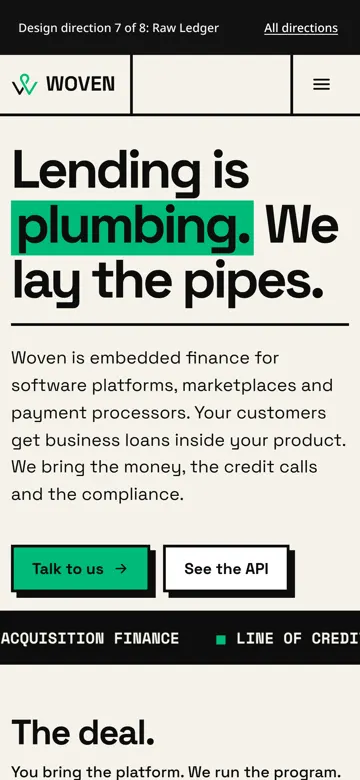 Design direction 7 of 8: Raw Ledger
All directions
WOVEN
Lending is
plumbing. We
lay the pipes.
Woven is embedded finance for
software platforms, marketplaces and
payment processors. Your customers
get business loans inside your product.
We bring the money, the credit calls
and the compliance.
Talk to us →
See the API
ACQUISITION FINANCE ■ LINE OF CREDI
The deal.
You bring the platform. We run the program.